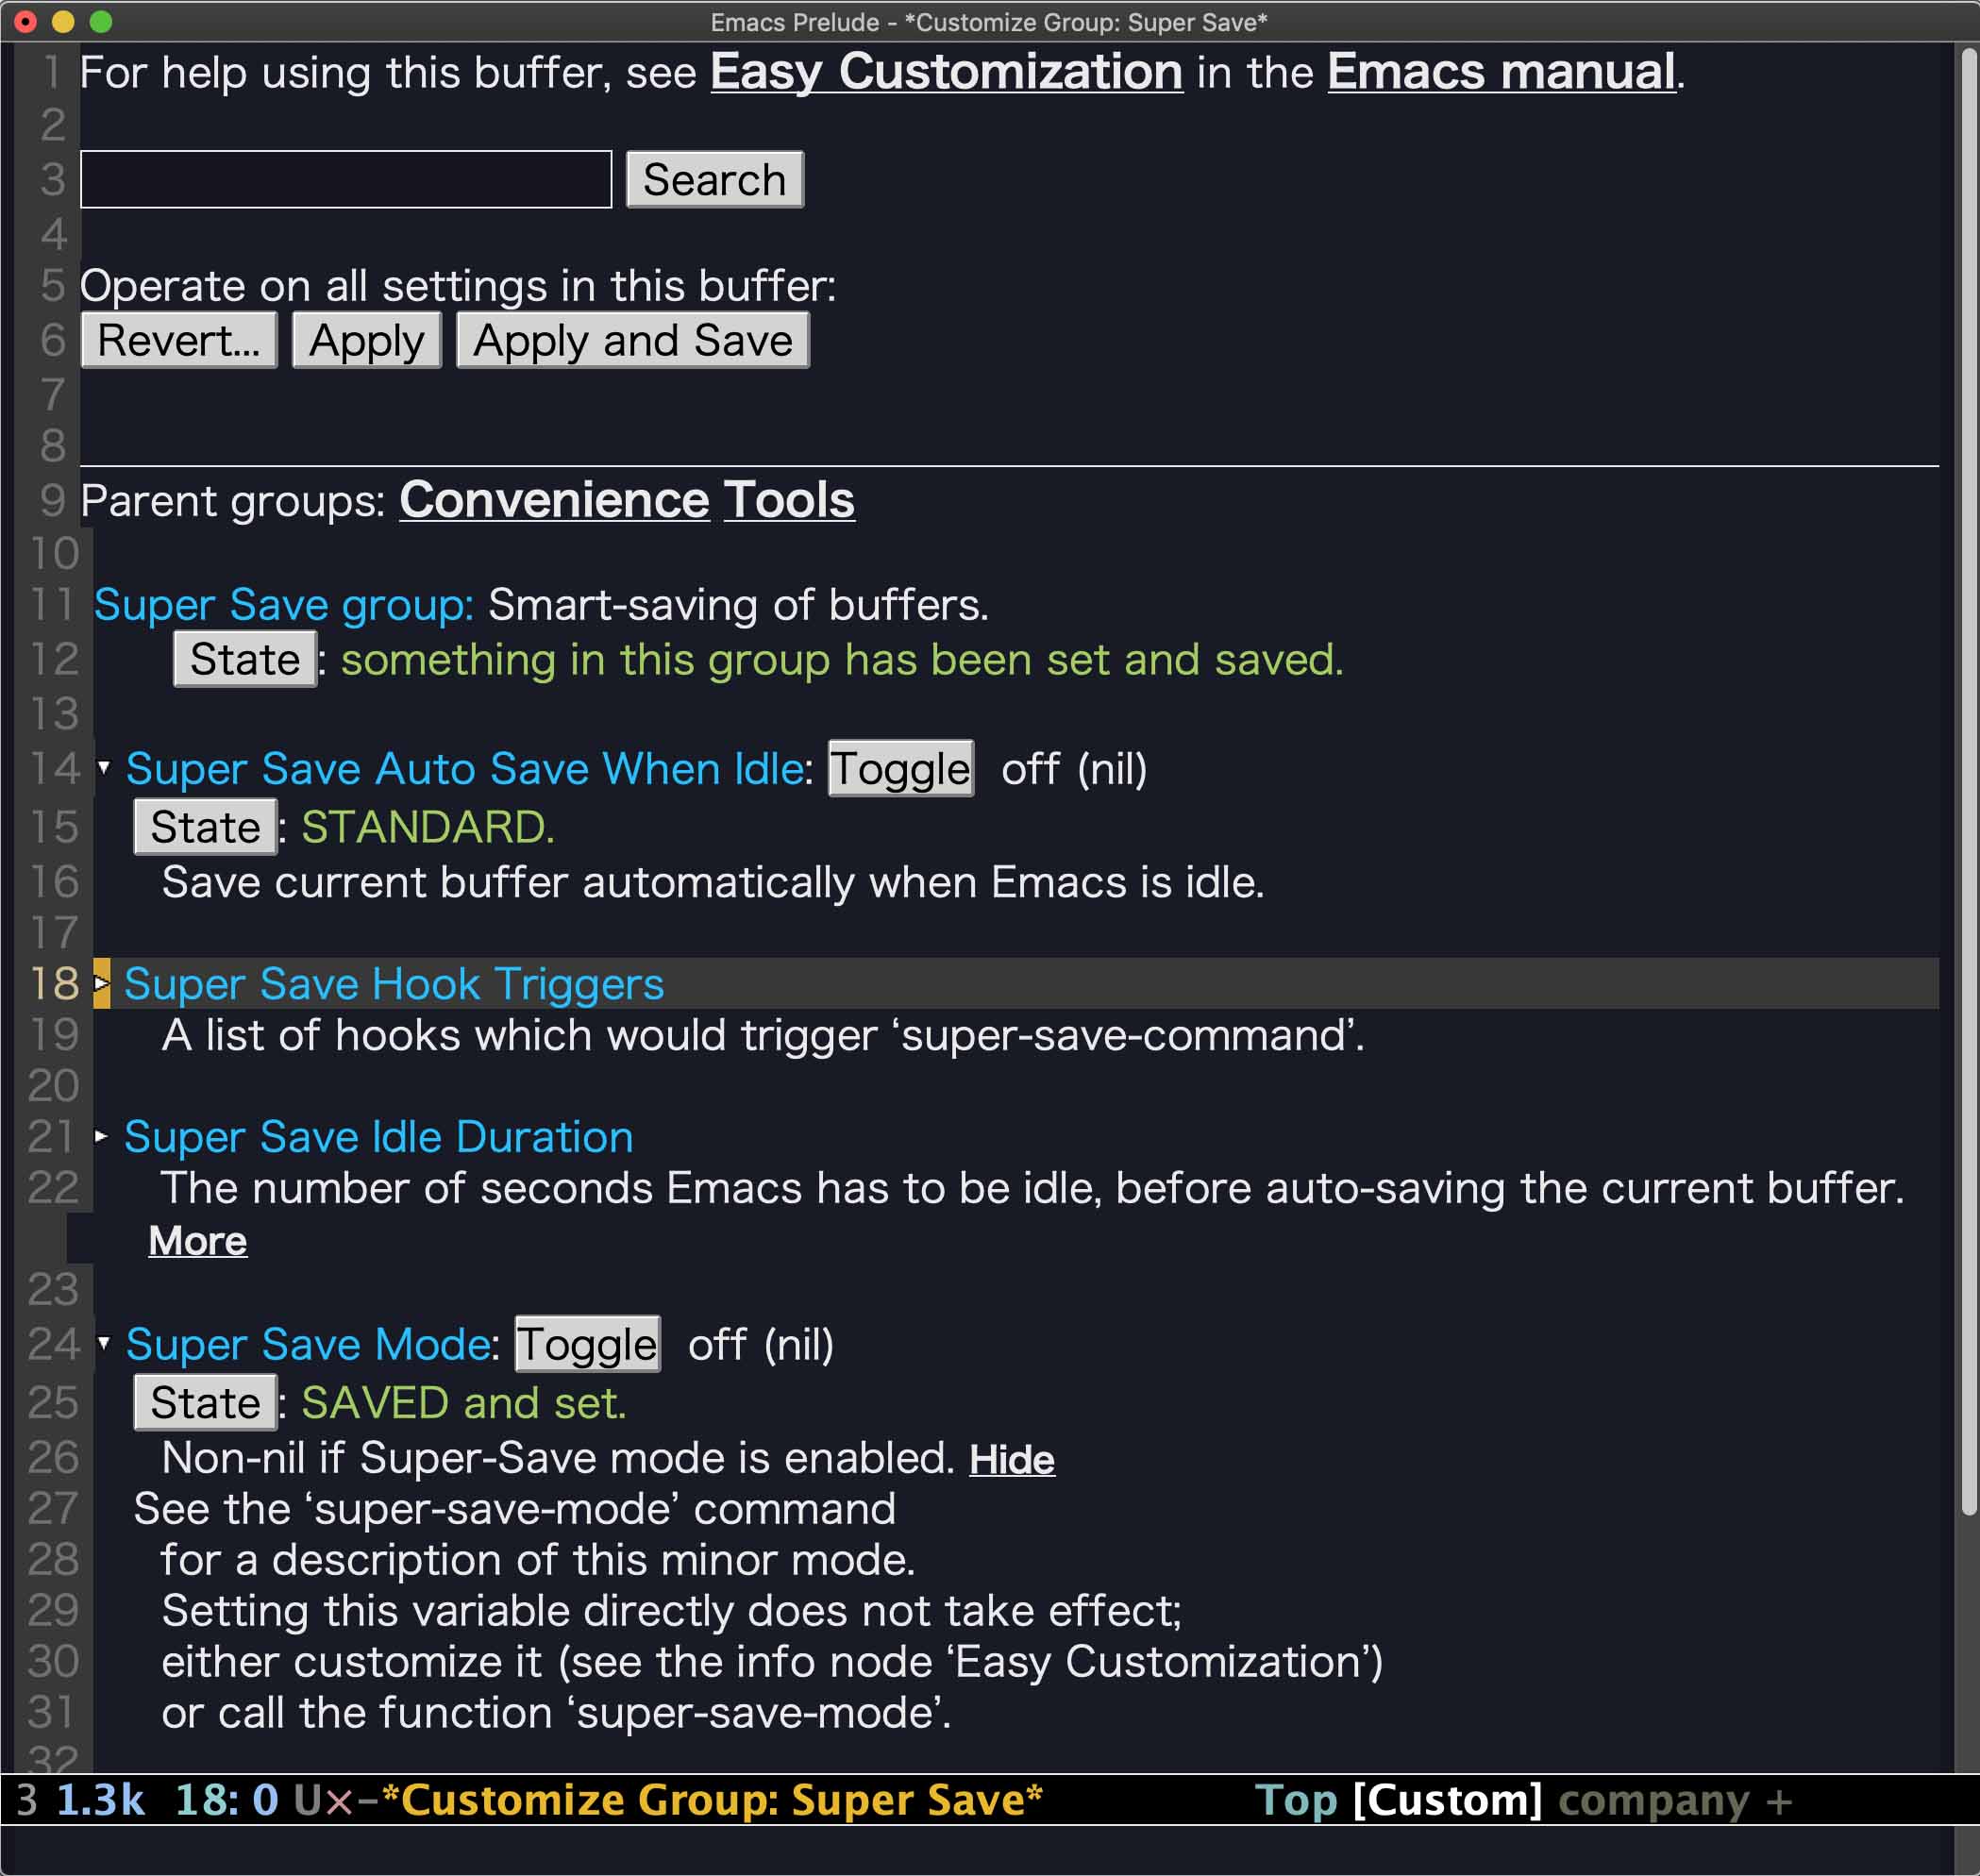 Emacs Prelude - *Customize Group: Super Save*
1 For help using this buffer, see Easy Customization in the Emacs manual.
2
3 Search
4
5 Operate on all settings in this buffer:
6 Revert... Apply Apply and Save
7
8
9 Parent groups: Convenience Tools
10
11 Super Save group: Smart-saving of buffers.
12 State : something in this group has been set and saved.
13
14 ▼ Super Save Auto Save When Idle: Toggle off (nil)
15 State : STANDARD.
16 Save current buffer automatically when Emacs is idle.
17
18 ▶ Super Save Hook Triggers
19 A list of hooks which would trigger ‘super-save-command’.
20
21 ▶ Super Save Idle Duration
22 The number of seconds Emacs has to be idle, before auto-saving the current buffer.
More
23
24 ▼ Super Save Mode: Toggle off (nil)
25 State : SAVED and set.
26 Non-nil if Super-Save mode is enabled. Hide
27 See the ‘super-save-mode’ command
28 for a description of this minor mode.
29 Setting this variable directly does not take effect;
30 either customize it (see the info node ‘Easy Customization’)
31 or call the function ‘super-save-mode’.
32
3 1.3k 18: 0 U×-*Customize Group: Super Save* Top [Custom] company +